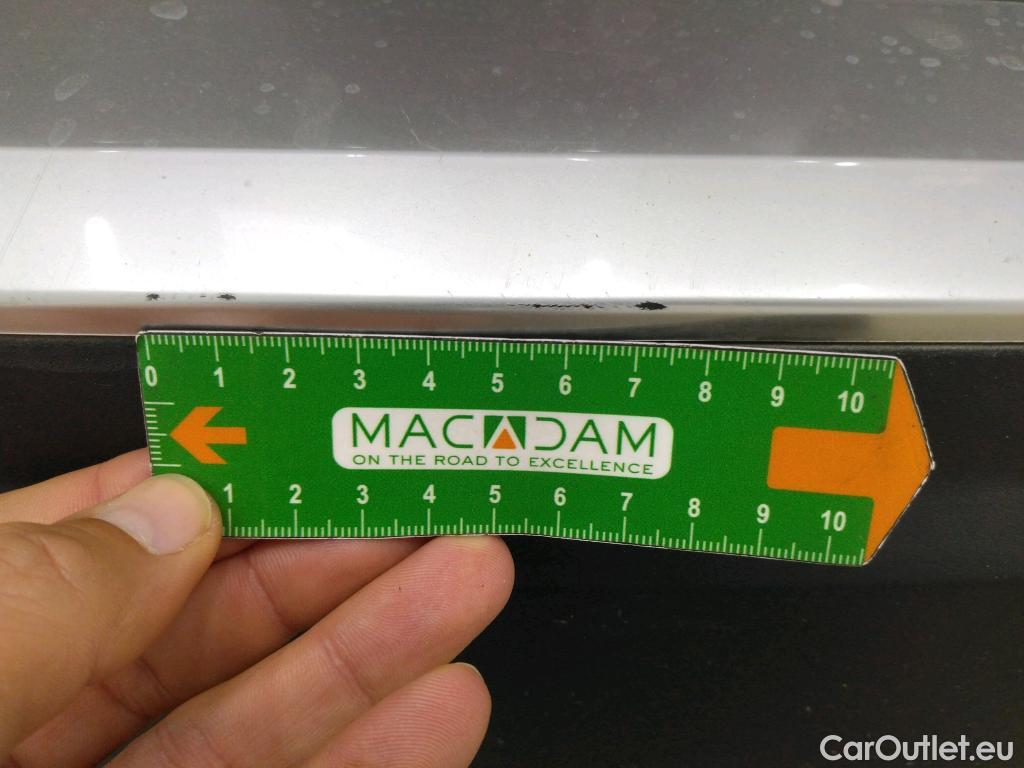 0 1 2 3 4 5 6 7 8 9 10
MACADAM
ON THE ROAD TO EXCELLENCE
1 2 3 4 5 6 7 8 9 10
CarOutlet.eu